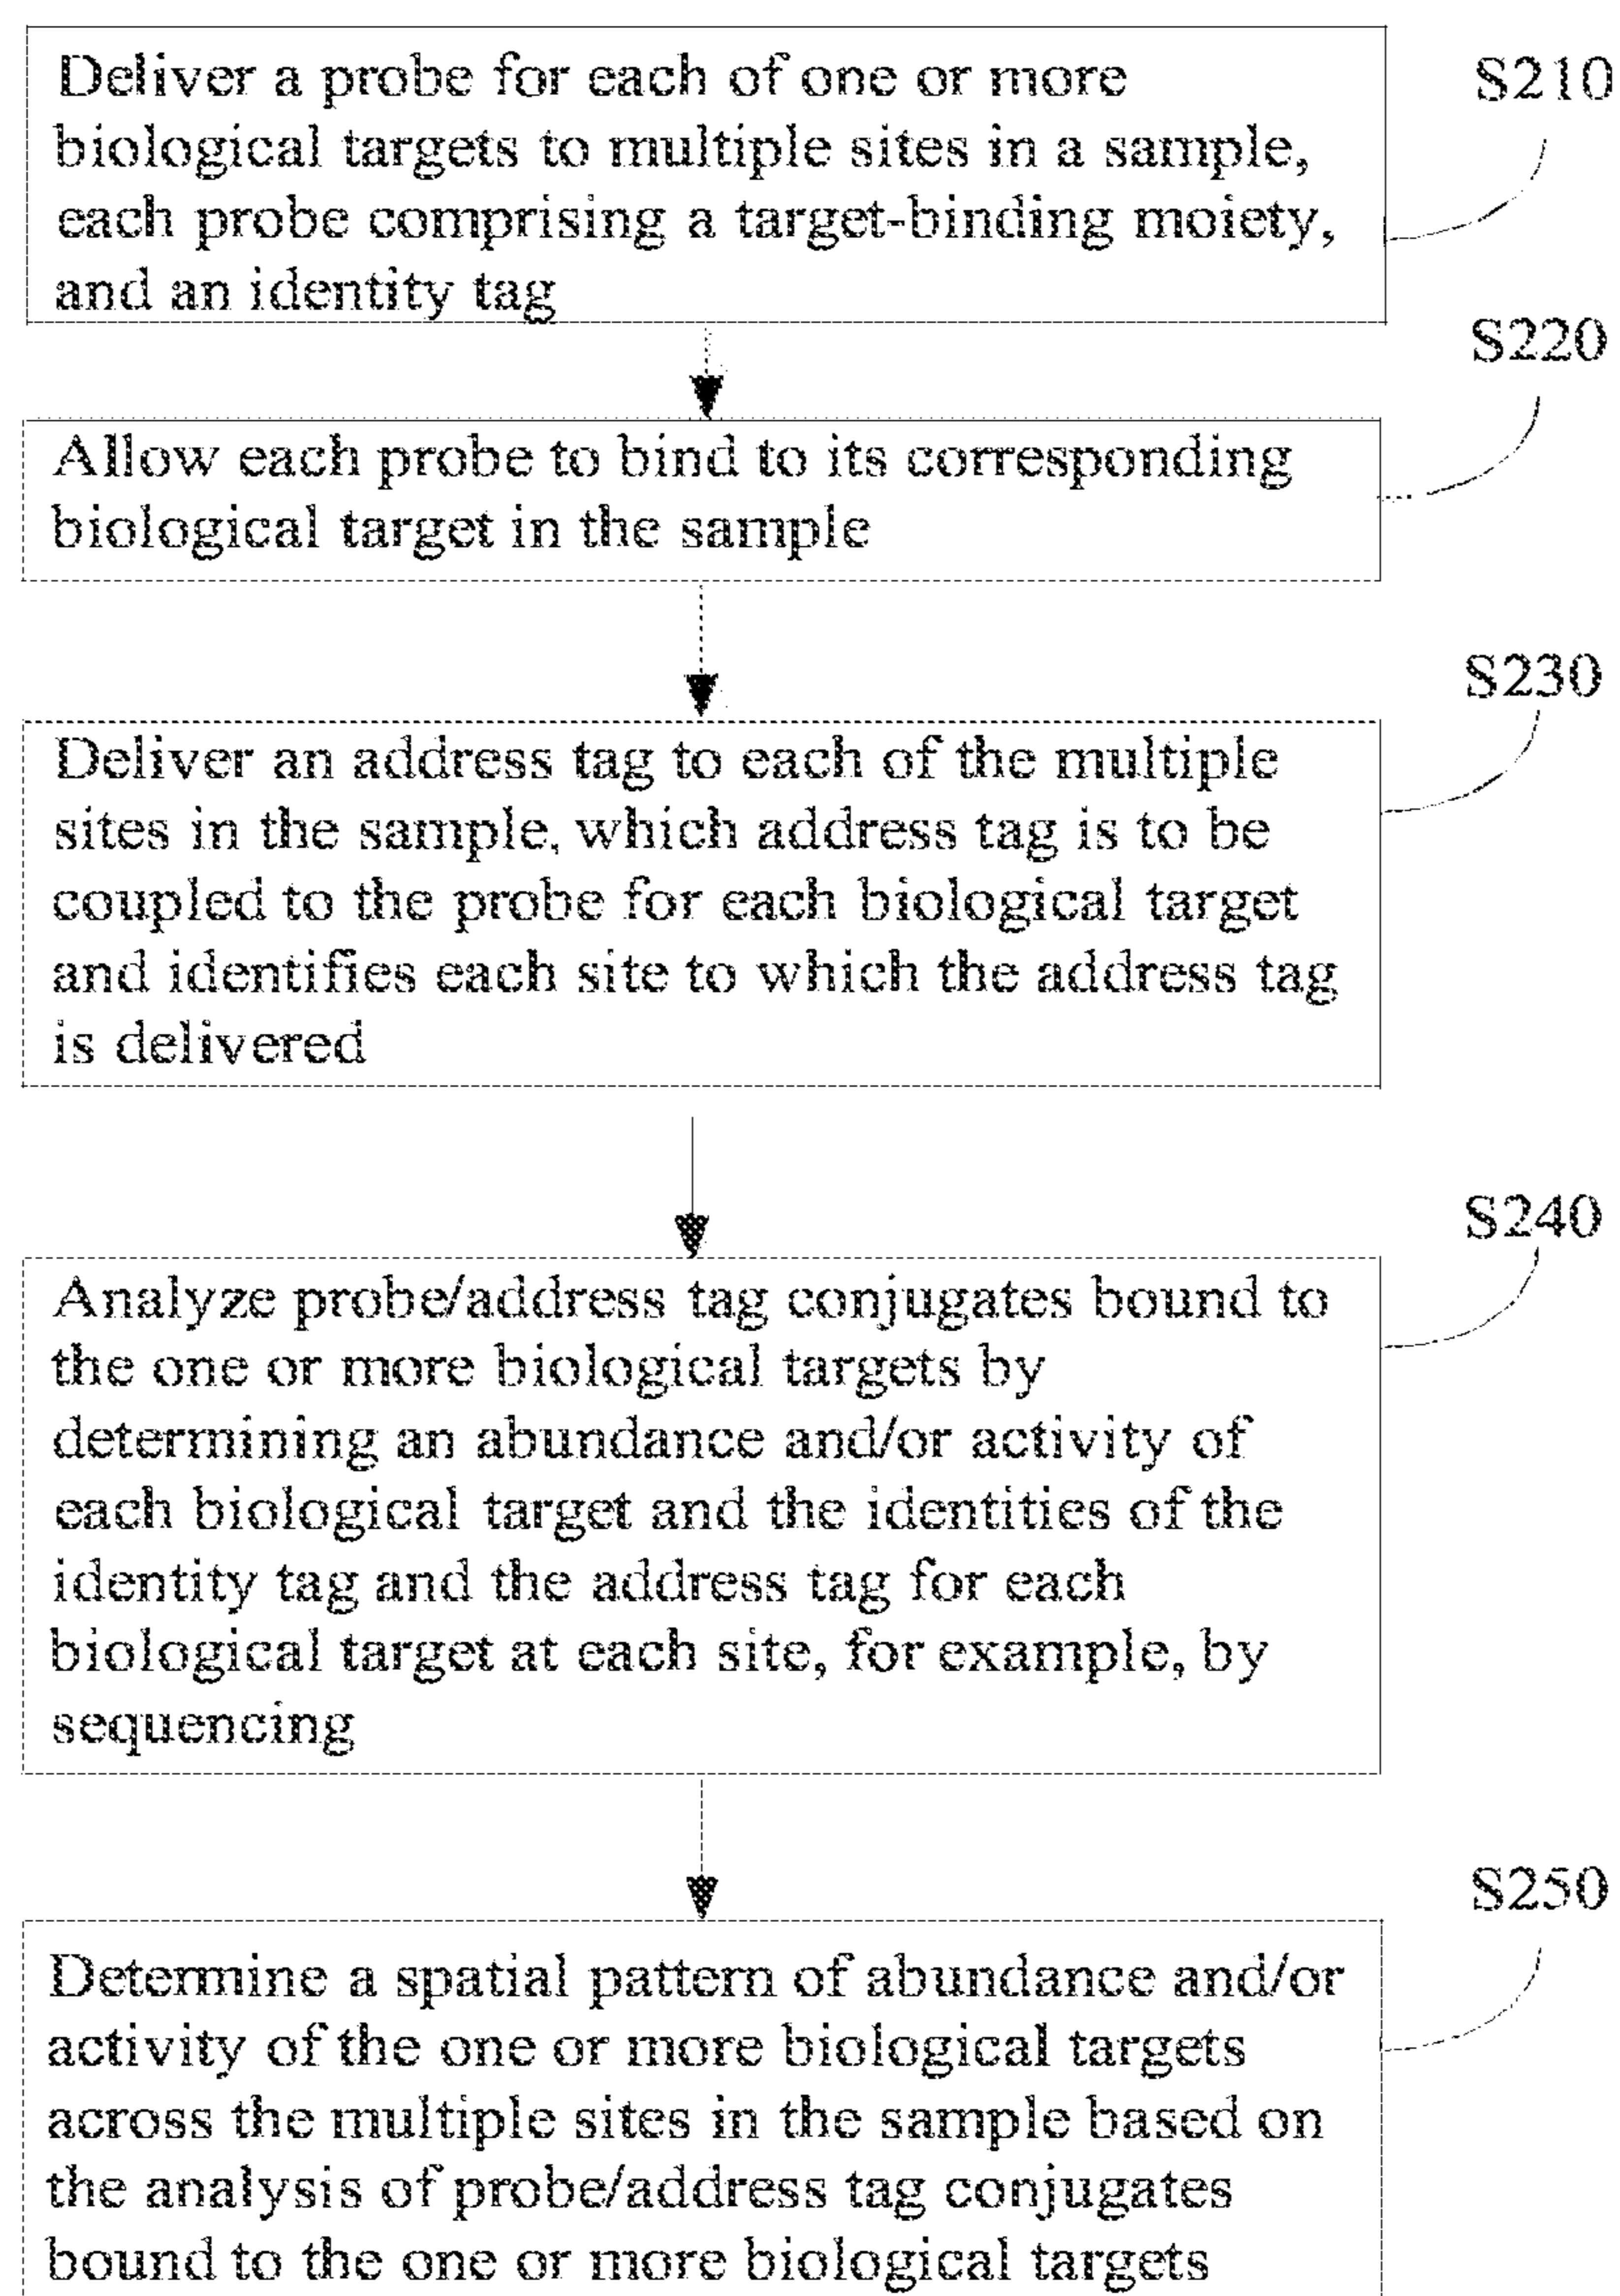 Deliver a probe for each of one or more
biological targets to multiple sites in a sample,
each probe comprising a target-binding moiety,
and an identity tag
S210
Allow each probe to bind to its corresponding
biological target in the sample
S220
Deliver an address tag to each of the multiple
sites in the sample, which address tag is to be
coupled to the probe for each biological target
and identifies each site to which the address tag
is delivered
S230
Analyze probe/address tag conjugates bound to
the one or more biological targets by
determining an abundance and/or activity of
each biological target and the identities of the
identity tag and the address tag for each
biological target at each site, for example, by
sequencing
S240
Determine a spatial pattern of abundance and/or
activity of the one or more biological targets
across the multiple sites in the sample based on
the analysis of probe/address tag conjugates
bound to the one or more biological targets
S250